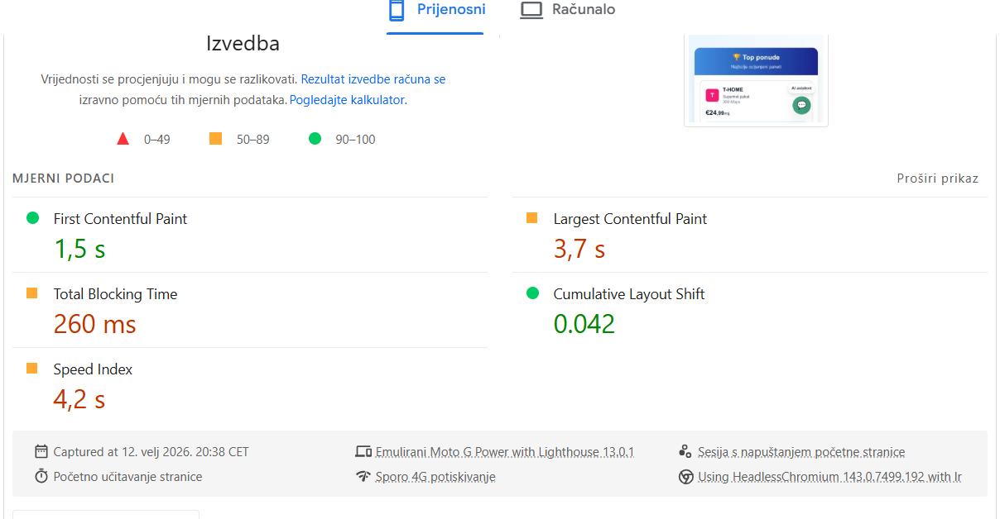 Prijenosni
Računalo
Izvedba
Vrijednosti se procjenjuju i mogu se razlikovati. Rezultat izvedbe računa se
izravno pomoću tih mjernih podataka. Pogledajte kalkulator.
0–49
50–89
90–100
Top ponude
Najbolje ocijenjeni paketi
T
T-HOME
Supernet paket
300 Mbps
€24,99/mj.
AI asistent
MJERNI PODACI
Proširi prikaz
First Contentful Paint
1,5 s
Largest Contentful Paint
3,7 s
Total Blocking Time
260 ms
Cumulative Layout Shift
0.042
Speed Index
4,2 s
Captured at 12. velj 2026. 20:38 CET
Emulirani Moto G Power with Lighthouse 13.0.1
Sesija s napuštanjem početne stranice
Početno učitavanje stranice
Sporo 4G potiskivanje
Using HeadlessChromium 143.0.7499.192 with lr